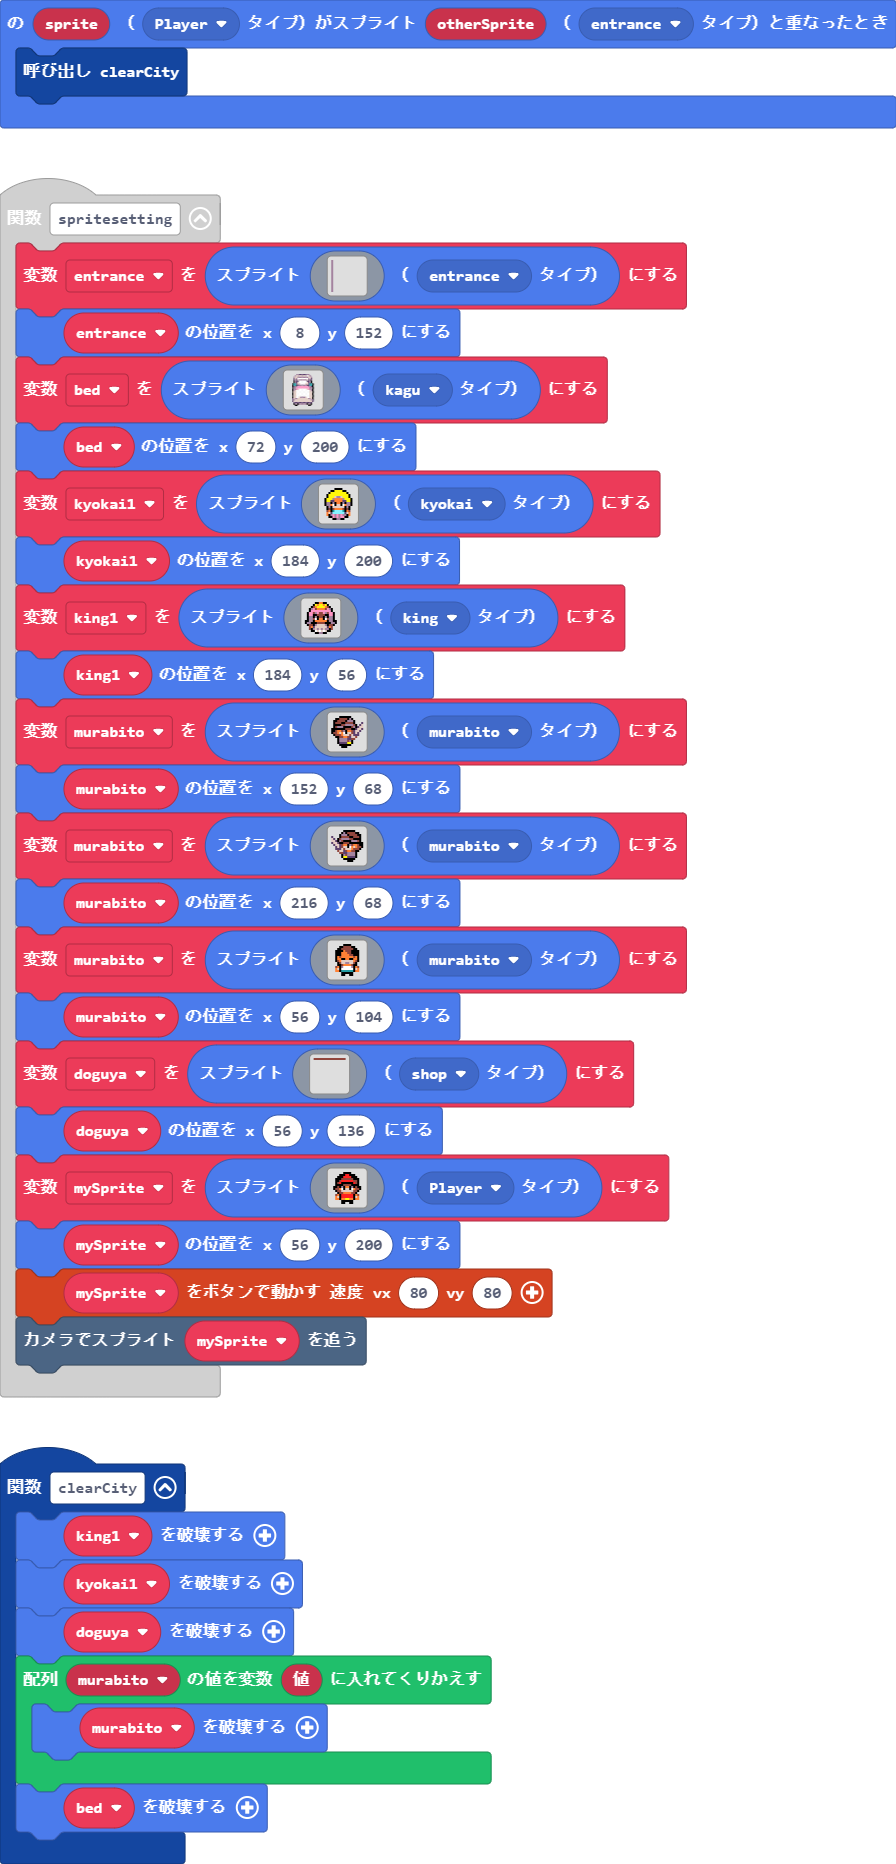 の sprite （ Player タイプ）がスプライト otherSprite （ entrance タイプ）と重なったとき
呼び出し clearCity
関数 spritesetting
変数 entrance を スプライト （ entrance タイプ） にする
entrance の位置を x 8 y 152 にする
変数 bed を スプライト （ kagu タイプ） にする
bed の位置を x 72 y 200 にする
変数 kyokai1 を スプライト （ kyokai タイプ） にする
kyokai1 の位置を x 184 y 200 にする
変数 king1 を スプライト （ king タイプ） にする
king1 の位置を x 184 y 56 にする
変数 murabito を スプライト （ murabito タイプ） にする
murabito の位置を x 152 y 68 にする
変数 murabito を スプライト （ murabito タイプ） にする
murabito の位置を x 216 y 68 にする
変数 murabito を スプライト （ murabito タイプ） にする
murabito の位置を x 56 y 104 にする
変数 doguya を スプライト （ shop タイプ） にする
doguya の位置を x 56 y 136 にする
変数 mySprite を スプライト （ Player タイプ） にする
mySprite の位置を x 56 y 200 にする
mySprite をボタンで動かす 速度 vx 80 vy 80
カメラでスプライト mySprite を追う
関数 clearCity
king1 を破壊する
kyokai1 を破壊する
doguya を破壊する
配列 murabito の値を変数 値 に入れてくりかえす
murabito を破壊する
bed を破壊する